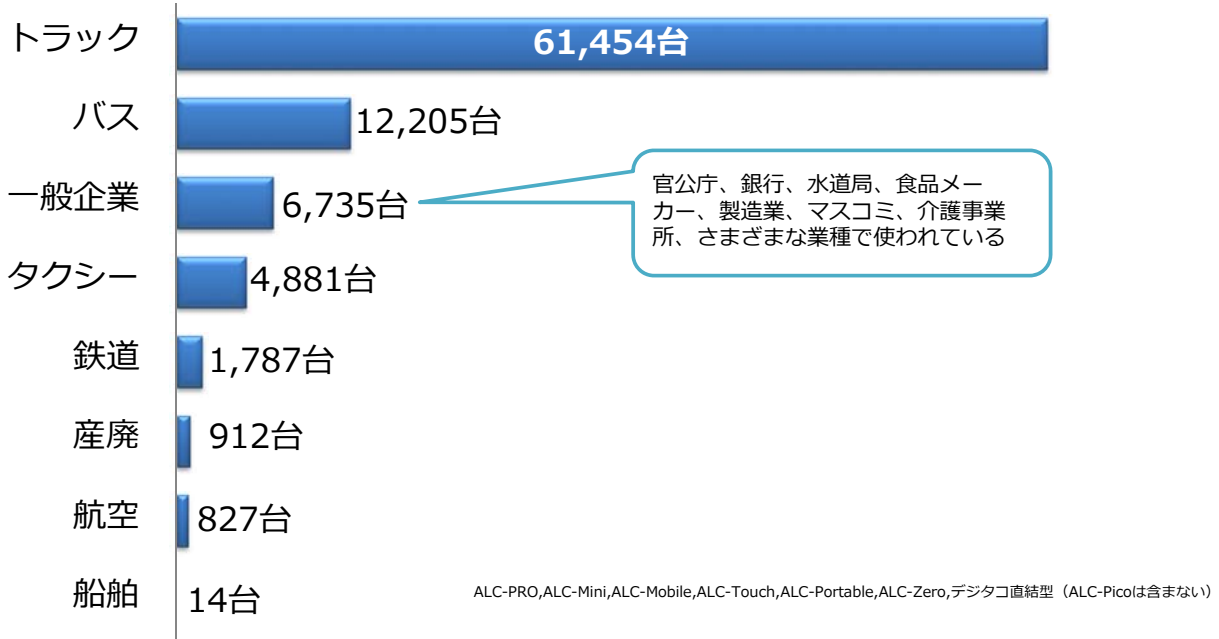 トラック 61,454台
バス 12,205台
一般企業 6,735台
官公庁、銀行、水道局、食品メー
カー、製造業、マスコミ、介護事業
所、さまざまな業種で使われている
タクシー 4,881台
鉄道 1,787台
産廃 912台
航空 827台
船舶 14台
ALC-PRO,ALC-Mini,ALC-Mobile,ALC-Touch,ALC-Portable,ALC-Zero,デジタコ直結型（ALC-Picoは含まない）